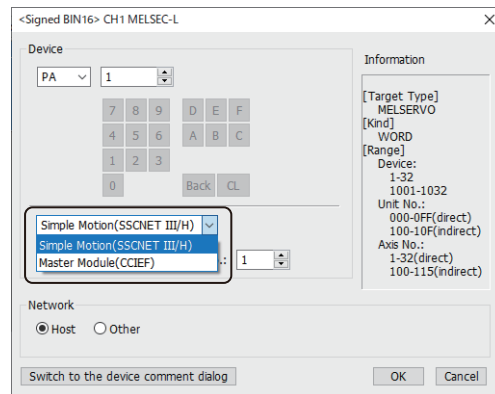 <Signed BIN16> CH1 MELSEC-L
Device
PA 1
7 8 9 D E F
4 5 6 A B C
1 2 3
0 Back CL
Simple Motion(SSCNET III/H)
Simple Motion(SSCNET III/H)
Master Module(CCIEF)
.: 1
Information
[Target Type]
MELSERVO
[Kind]
WORD
[Range]
Device:
1-32
1001-1032
Unit No.:
000-0FF(direct)
100-10F(indirect)
Axis No.:
1-32(direct)
100-115(indirect)
Network
Host Other
Switch to the device comment dialog OK Cancel